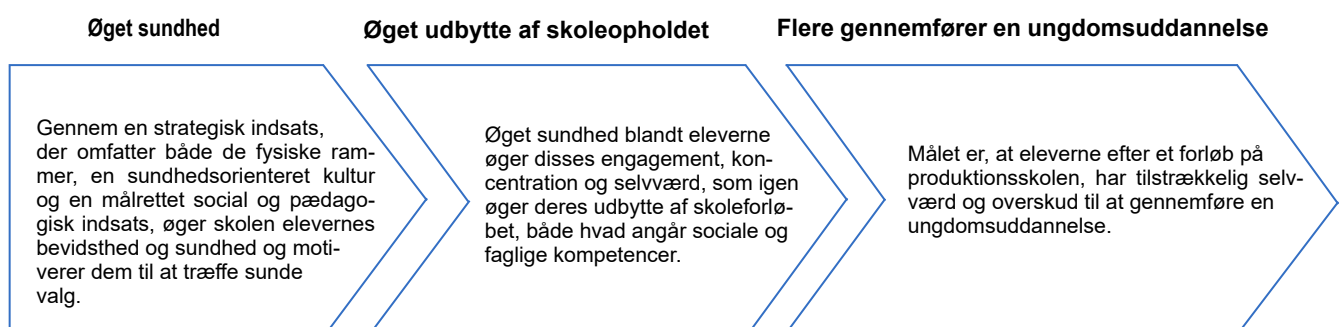 Øget sundhed
Gennem en strategisk indsats,
der omfatter både de fysiske ram-
mer, en sundhedsorienteret kultur
og en målrettet social og pædago-
gisk indsats, øger skolen elevernes
bevidsthed og sundhed og moti-
verer dem til at træffe sunde
valg.
Øget udbytte af skoleopholdet
Øget sundhed blandt eleverne
øger disses engagement, kon-
centration og selvværd, som igen
øger deres udbytte af skoleforlø-
bet, både hvad angår sociale og
faglige kompetencer.
Flere gennemfører en ungdomsuddannelse
Målet er, at eleverne efter et forløb på
produktionsskolen, har tilstrækkelig selv-
værd og overskud til at gennemføre en
ungdomsuddannelse.